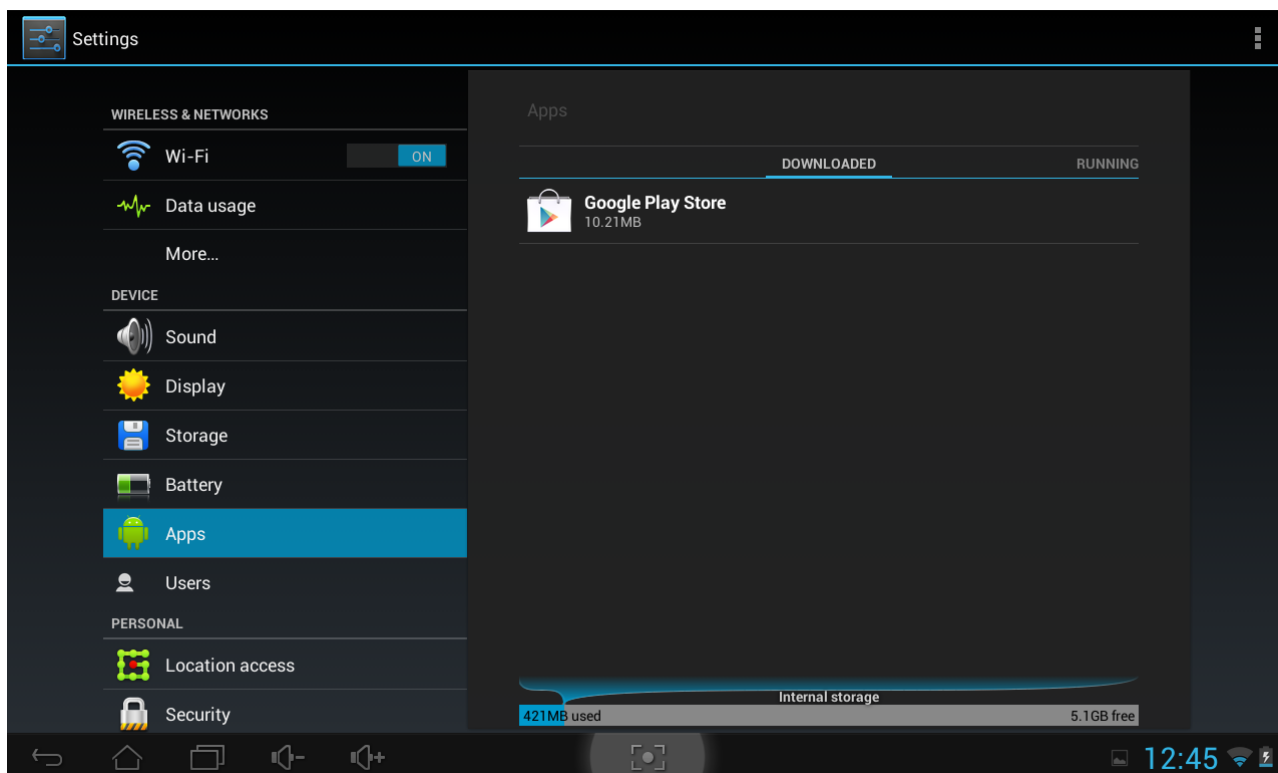 Settings
WIRELESS & NETWORKS
Wi-Fi
ON
Data usage
More...
DEVICE
Sound
Display
Storage
Battery
Apps
Users
PERSONAL
Location access
Security
Apps
DOWNLOADED RUNNING
Google Play Store
10.21MB
Internal storage
421MB used 5.1GB free
12:45